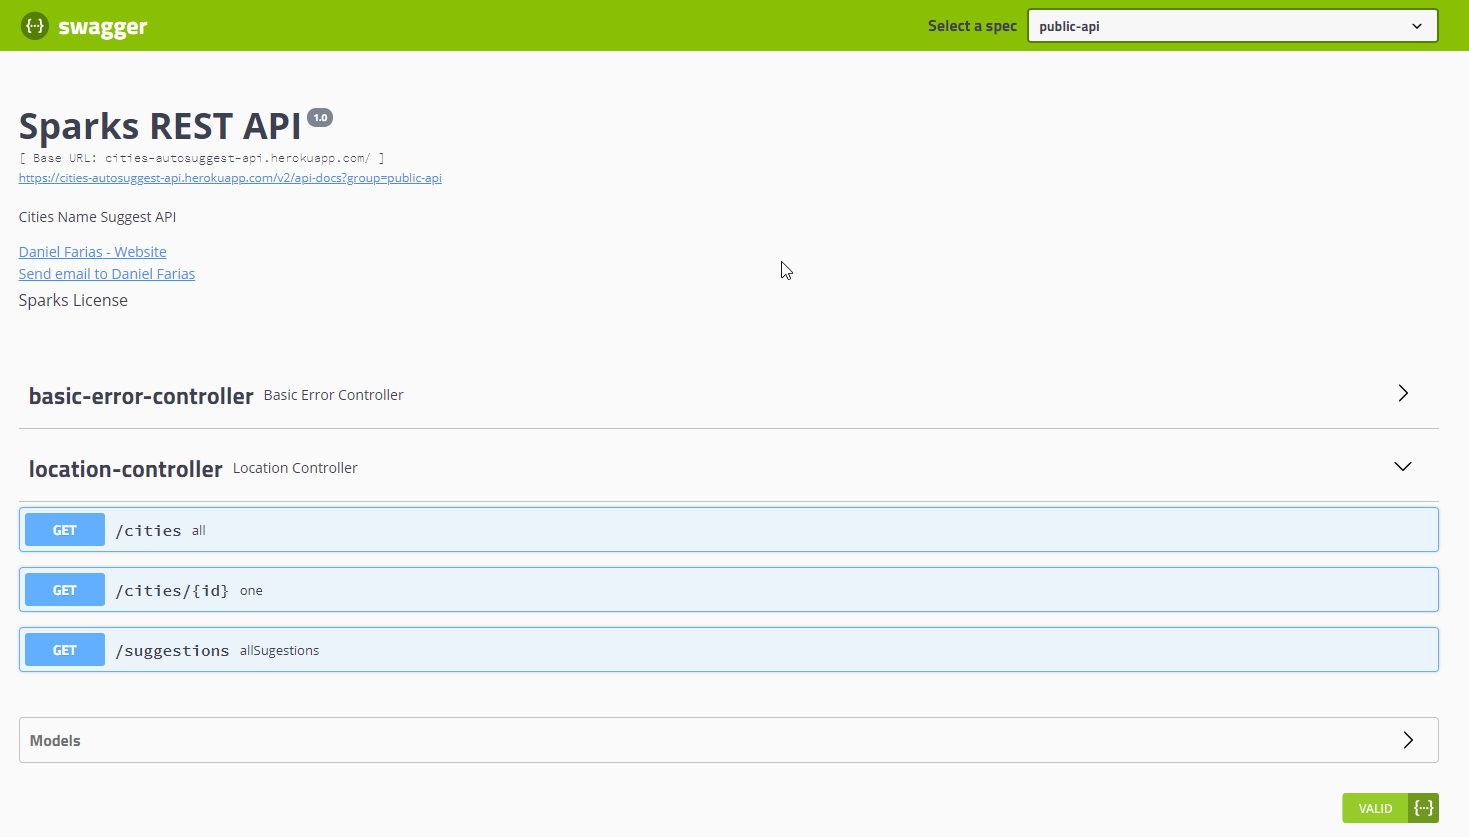 {···} swagger
Select a spec
public-api
Sparks REST API 1.0
[ Base URL: cities-autosuggest-api.herokuapp.com/ ]
https://cities-autosuggest-api.herokuapp.com/v2/api-docs?group=public-api
Cities Name Suggest API
Daniel Farias - Website
Send email to Daniel Farias
Sparks License
basic-error-controller Basic Error Controller
location-controller Location Controller
GET /cities all
GET /cities/{id} one
GET /suggestions allSugestions
Models
VALID {···}